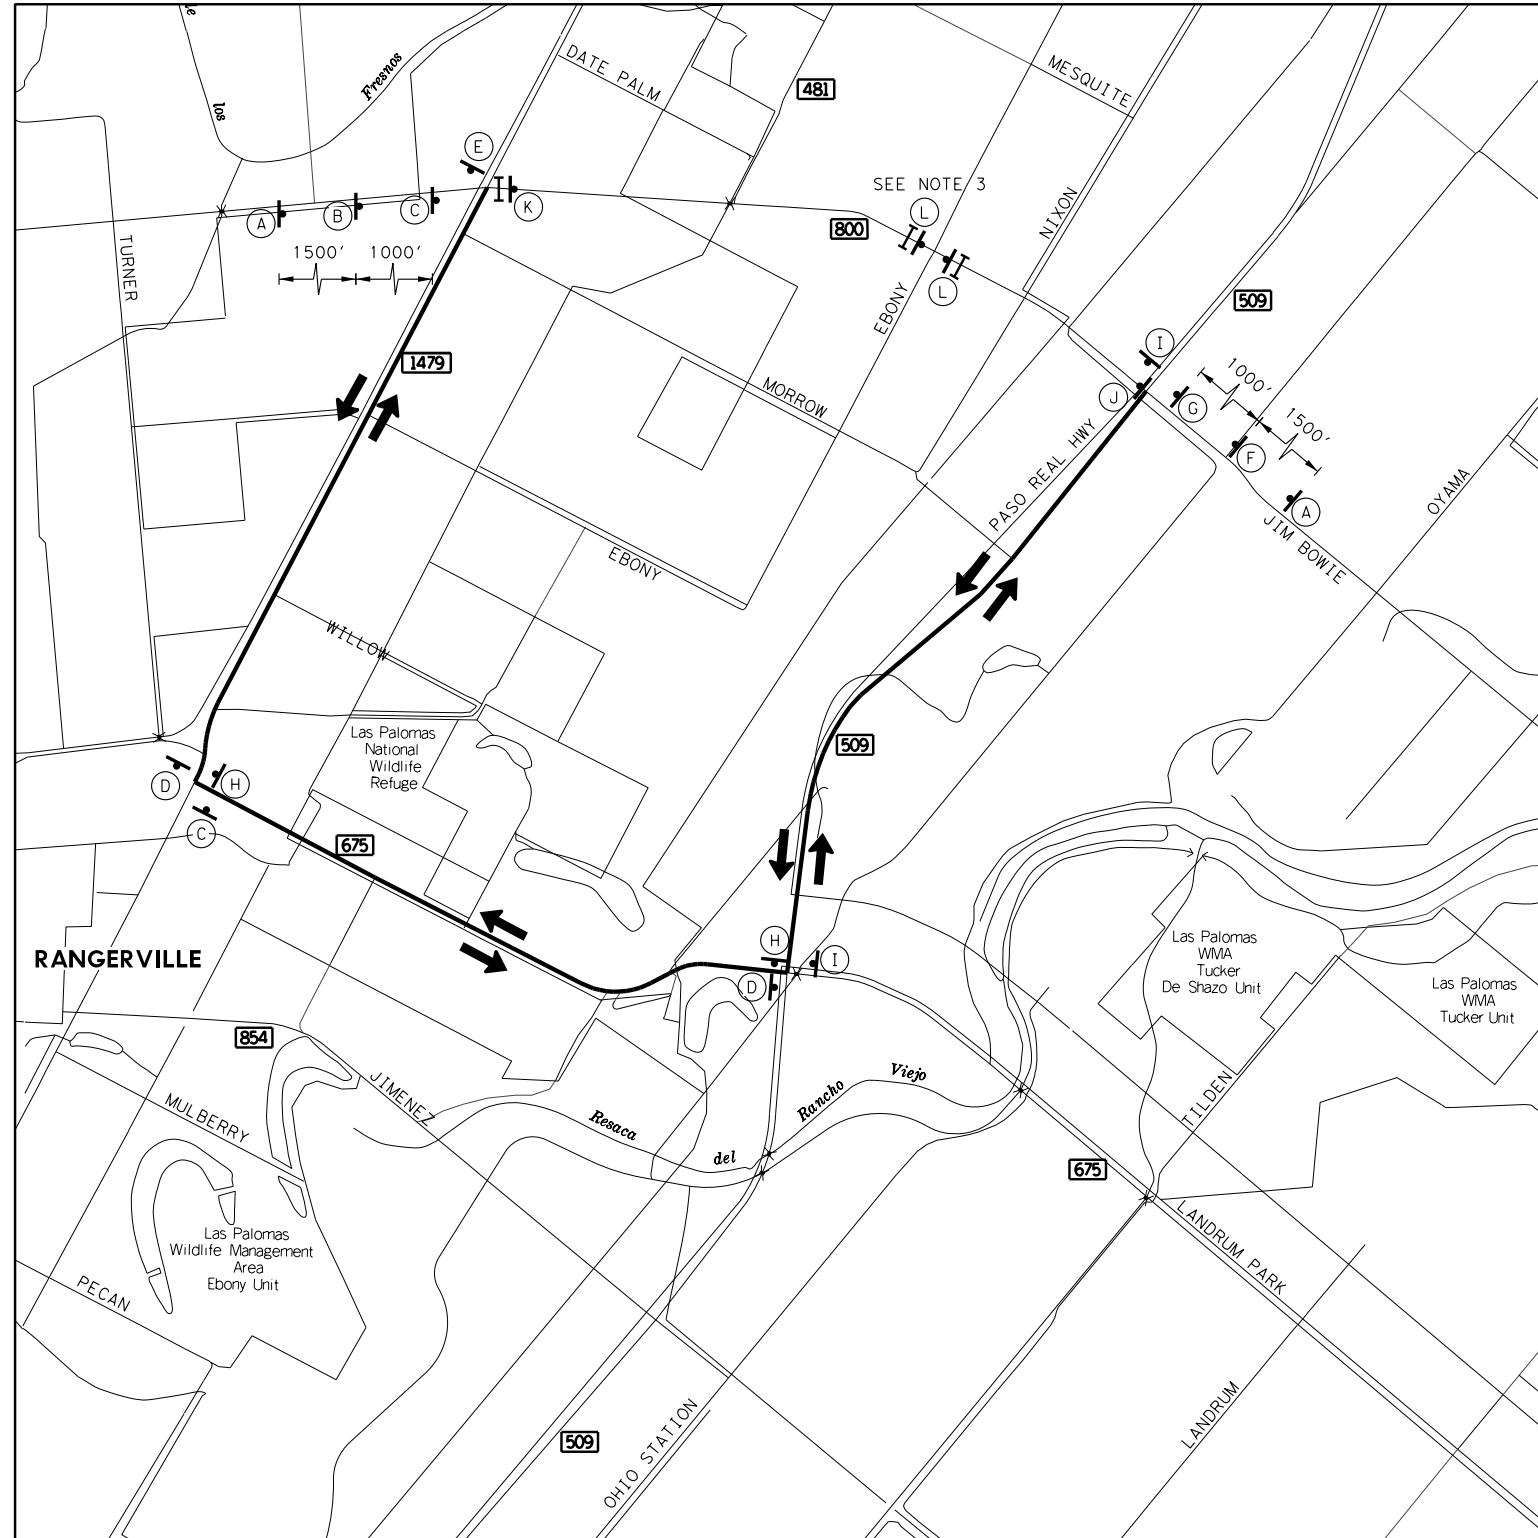 le
los
Fresnos
DATE PALM
481
MESQUITE
E
SEE NOTE 3
L
NIXON
A
B
C
K
800
1500'
1000'
TURNER
L
EBONY
509
I
1479
1000'
G
J
MORROW
1500'
F
PASO REAL HWY
A
JIM BOWIE
OYAMA
EBONY
WILLOW
Las Palomas
National
Wildlife
Refuge
509
D
H
C
675
RANGERVILLE
H
I
D
Las Palomas
WMA
Tucker
De Shazo Unit
Las Palomas
WMA
Tucker Unit
854
JIMENEZ
MULBERRY
Resaca
del
Rancho
Viejo
TILDEN
675
LANDRUM PARK
Las Palomas
Wildlife Management
Area
Ebony Unit
PECAN
509
OHIO STATION
LANDRUM